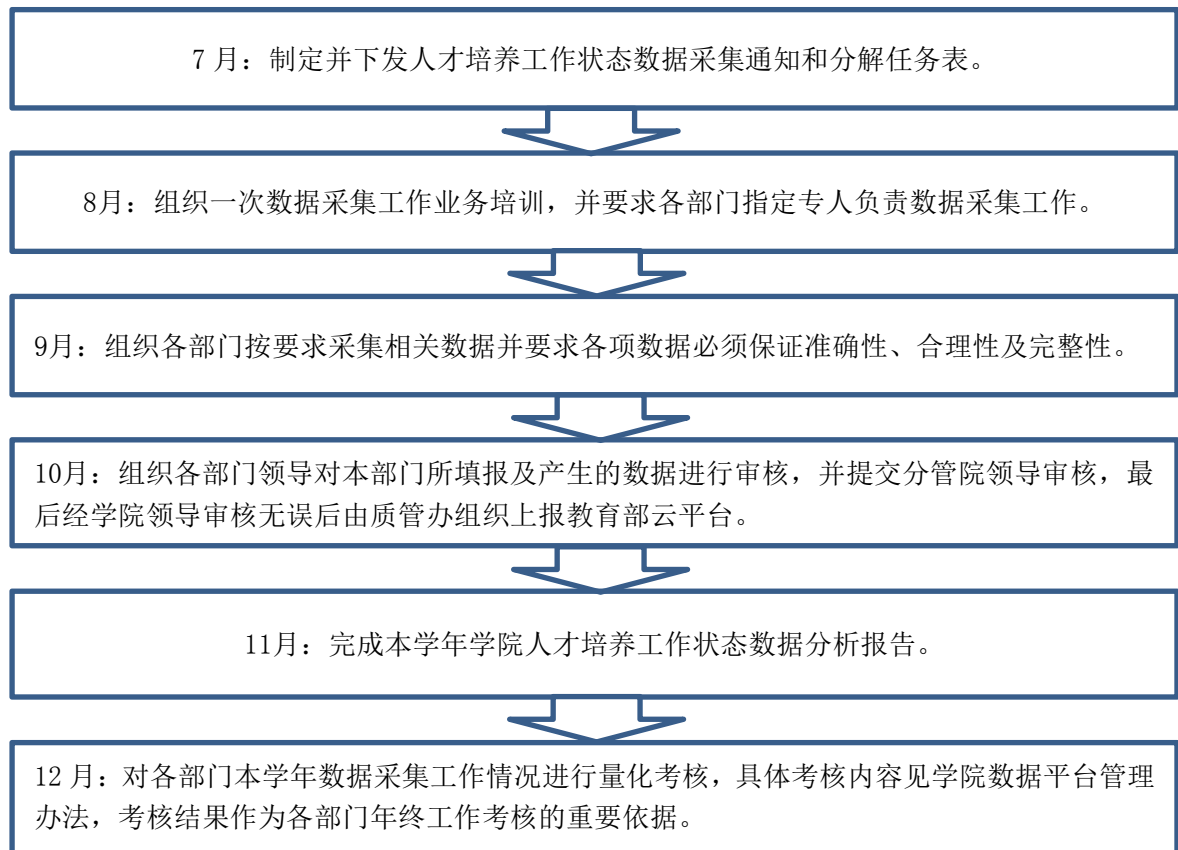 7 月：制定并下发人才培养工作状态数据采集通知和分解任务表。
8月：组织一次数据采集工作业务培训，并要求各部门指定专人负责数据采集工作。
9月：组织各部门按要求采集相关数据并要求各项数据必须保证准确性、合理性及完整性。
10月：组织各部门领导对本部门所填报及产生的数据进行审核，并提交分管院领导审核，最
后经学院领导审核无误后由质管办组织上报教育部云平台。
11月：完成本学年学院人才培养工作状态数据分析报告。
12 月：对各部门本学年数据采集工作情况进行量化考核，具体考核内容见学院数据平台管理
办法，考核结果作为各部门年终工作考核的重要依据。